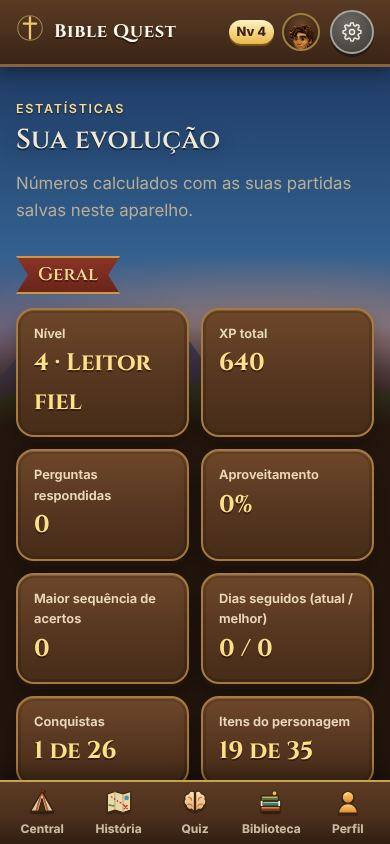 Bible Quest
Nv 4
ESTATÍSTICAS
Sua evolução
Números calculados com as suas partidas
salvas neste aparelho.
Geral
Nível
4 · Leitor
fiel
XP total
640
Perguntas
respondidas
0
Aproveitamento
0%
Maior sequência de
acertos
0
Dias seguidos (atual /
melhor)
0 / 0
Conquistas
1 de 26
Itens do personagem
19 de 35
Central
História
Quiz
Biblioteca
Perfil